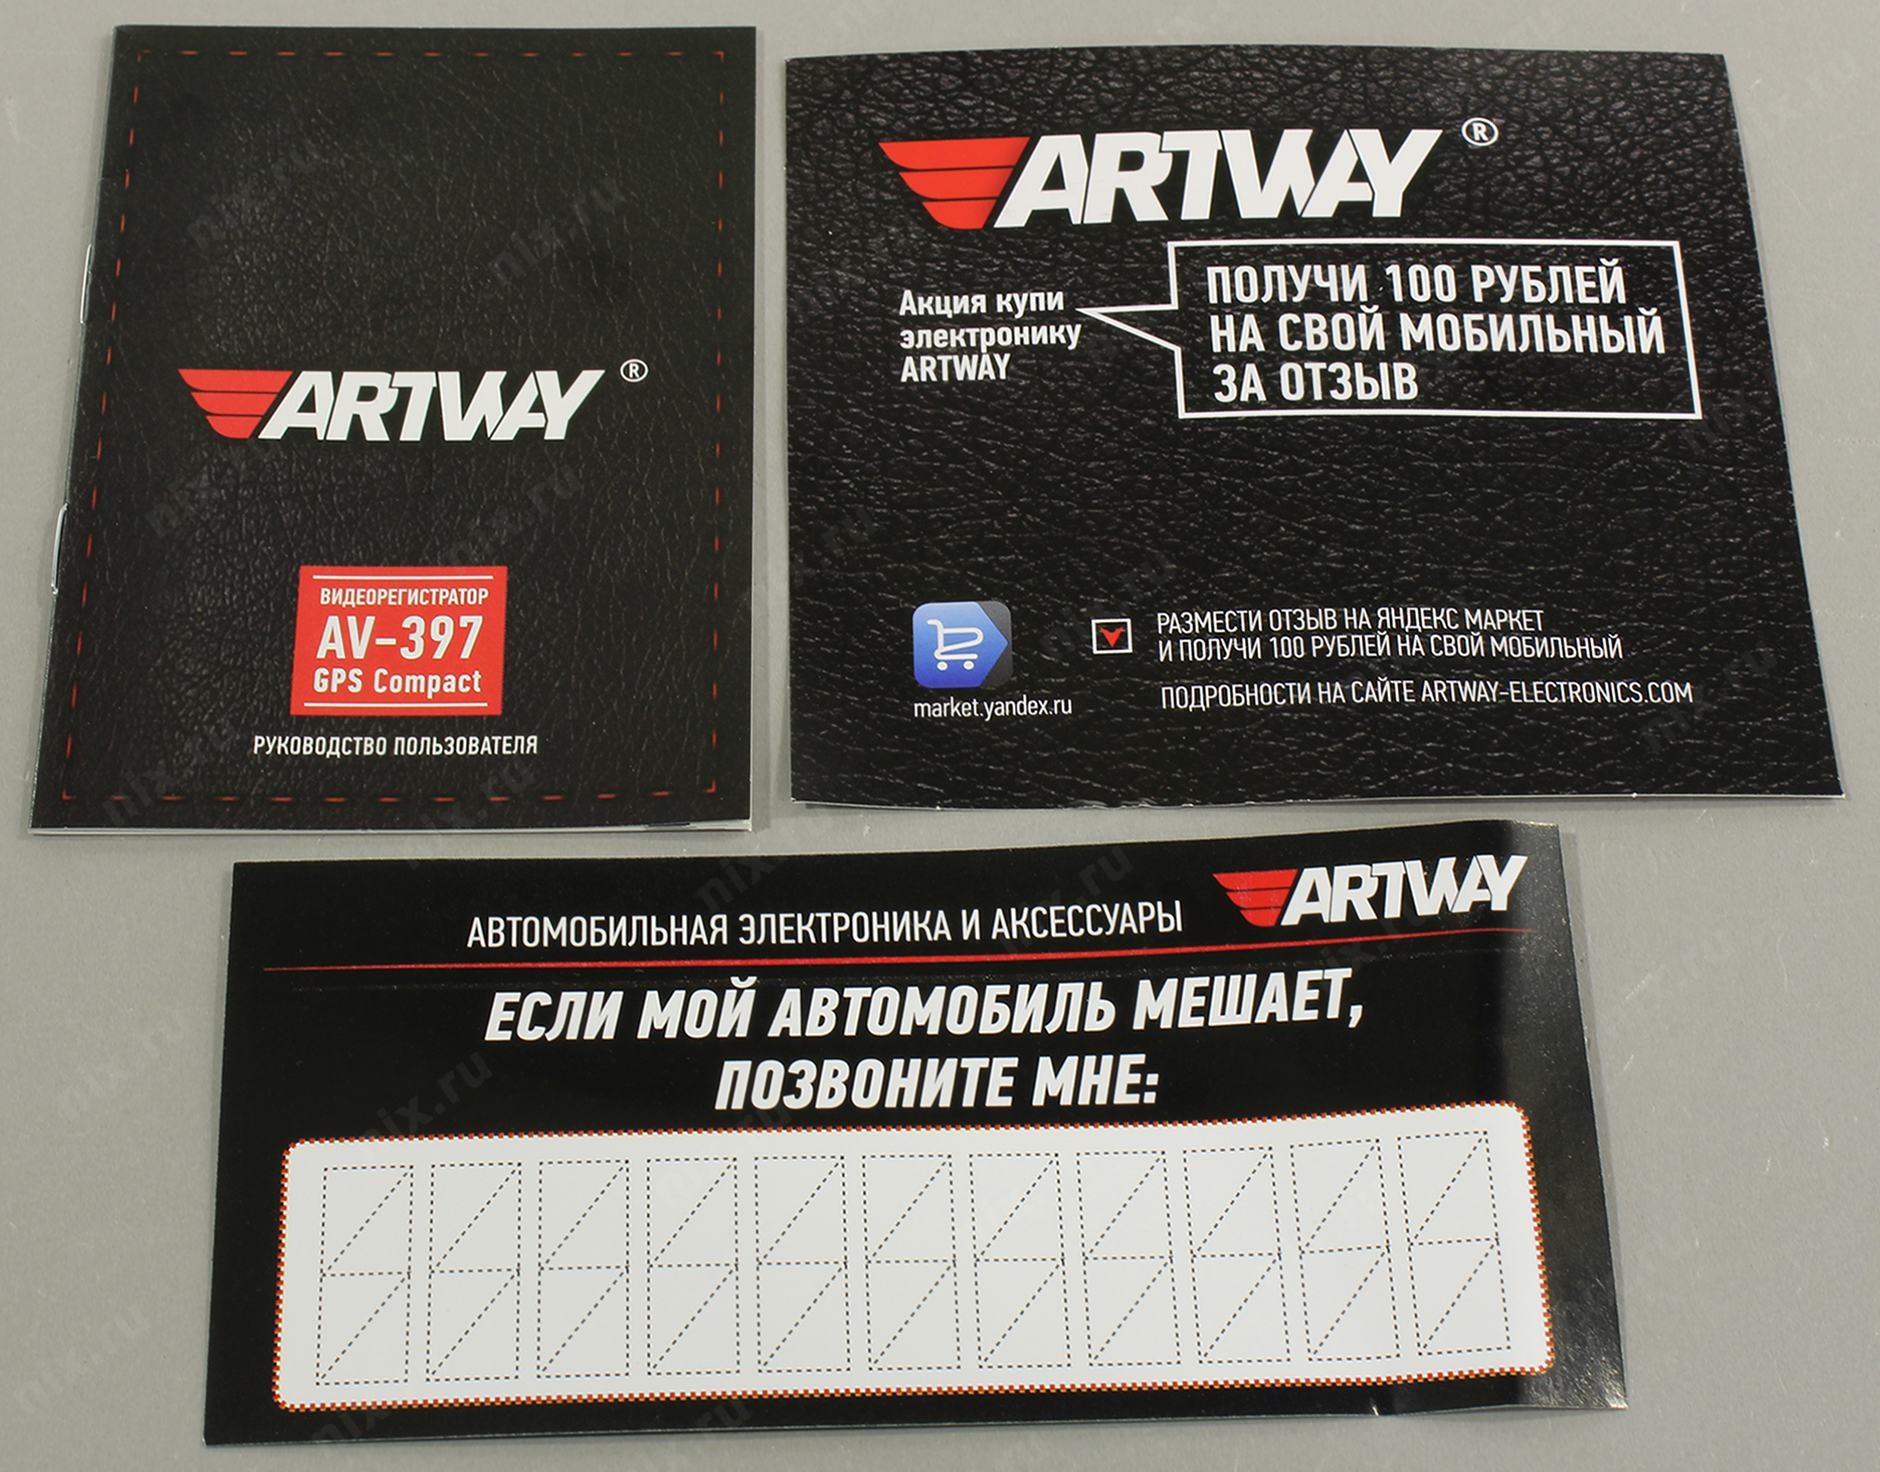 ARTWAY ®
ВИДЕОРЕГИСТРАТОР
AV-397
GPS Compact
РУКОВОДСТВО ПОЛЬЗОВАТЕЛЯ
ARTWAY ®
Акция купи
электронику
ARTWAY
ПОЛУЧИ 100 РУБЛЕЙ
НА СВОЙ МОБИЛЬНЫЙ
ЗА ОТЗЫВ
market.yandex.ru
РАЗМЕСТИ ОТЗЫВ НА ЯНДЕКС МАРКЕТ
И ПОЛУЧИ 100 РУБЛЕЙ НА СВОЙ МОБИЛЬНЫЙ
ПОДРОБНОСТИ НА САЙТЕ ARTWAY-ELECTRONICS.COM
АВТОМОБИЛЬНАЯ ЭЛЕКТРОНИКА И АКСЕССУАРЫ
ARTWAY
ЕСЛИ МОЙ АВТОМОБИЛЬ МЕШАЕТ,
ПОЗВОНИТЕ МНЕ:
nix.ru